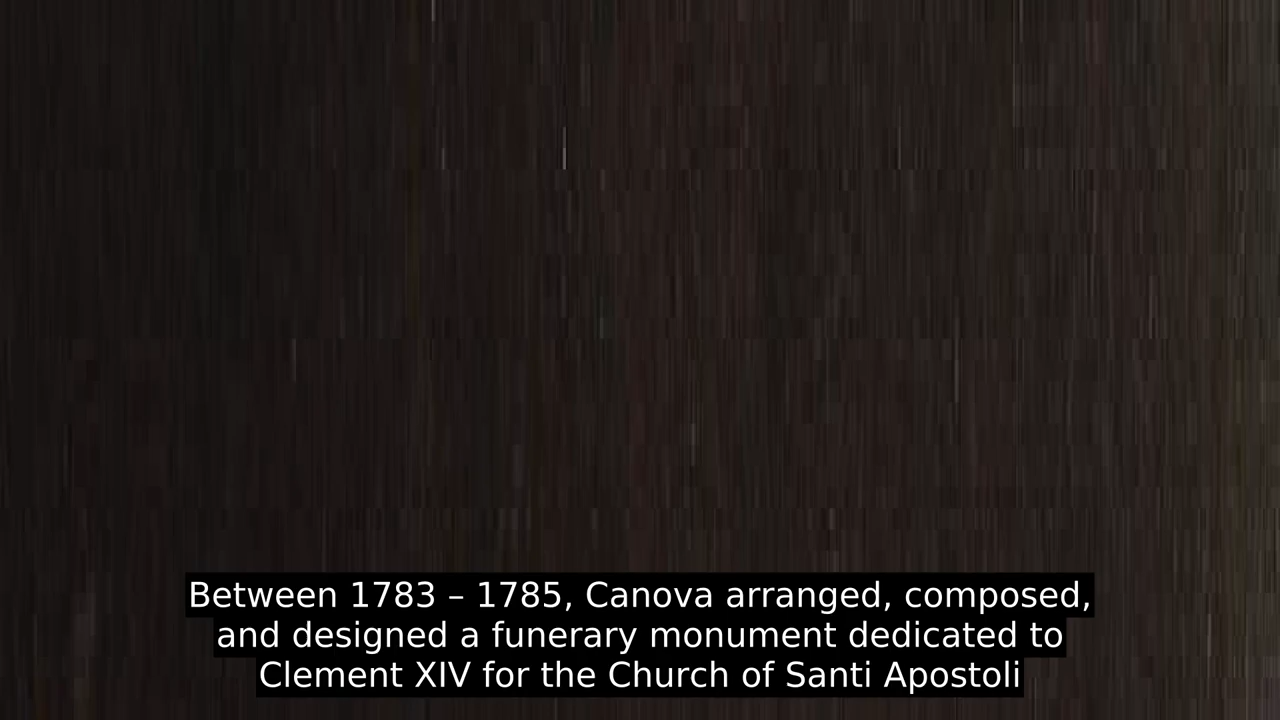 Between 1783 – 1785, Canova arranged, composed,
and designed a funerary monument dedicated to
Clement XIV for the Church of Santi Apostoli